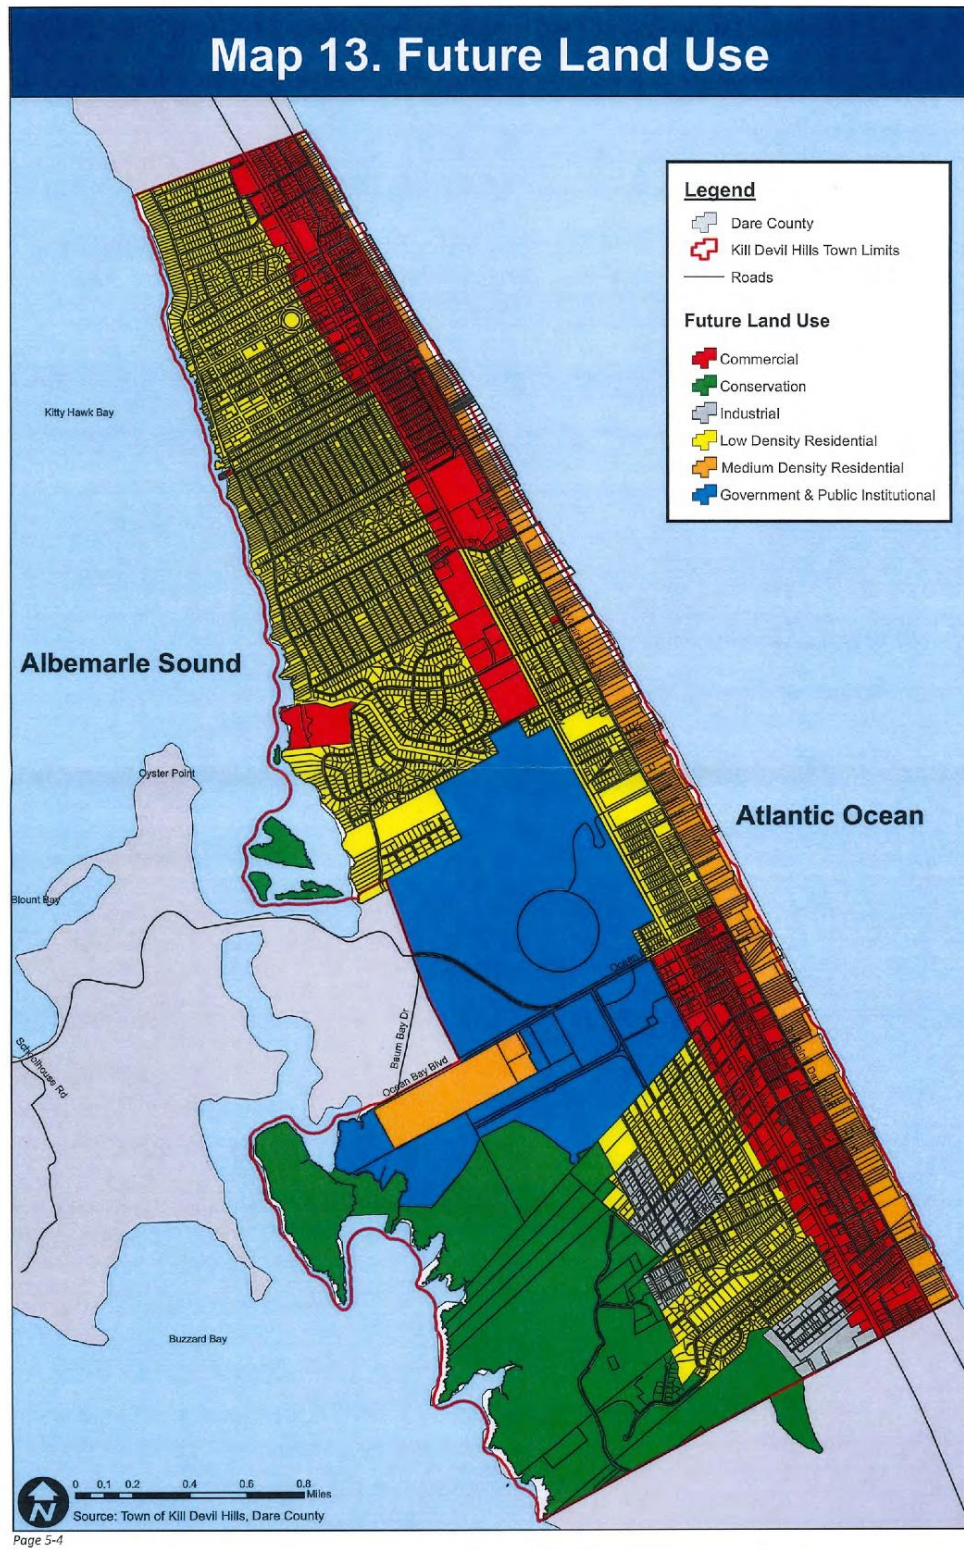 Map 13. Future Land Use
Legend
Dare County
Kill Devil Hills Town Limits
Roads
Future Land Use
Commercial
Conservation
Industrial
Low Density Residential
Medium Density Residential
Government & Public Institutional
Kitty Hawk Bay
Albemarle Sound
Oyster Point
Atlantic Ocean
Blount Bay
Ocean
Schoolhouse Rd
Baum Bay Dr
Ocean Bay Blvd
Buzzard Bay
N
0 0.1 0.2 0.4 0.6 0.8
Miles
Source: Town of Kill Devil Hills, Dare County
Page 5-4